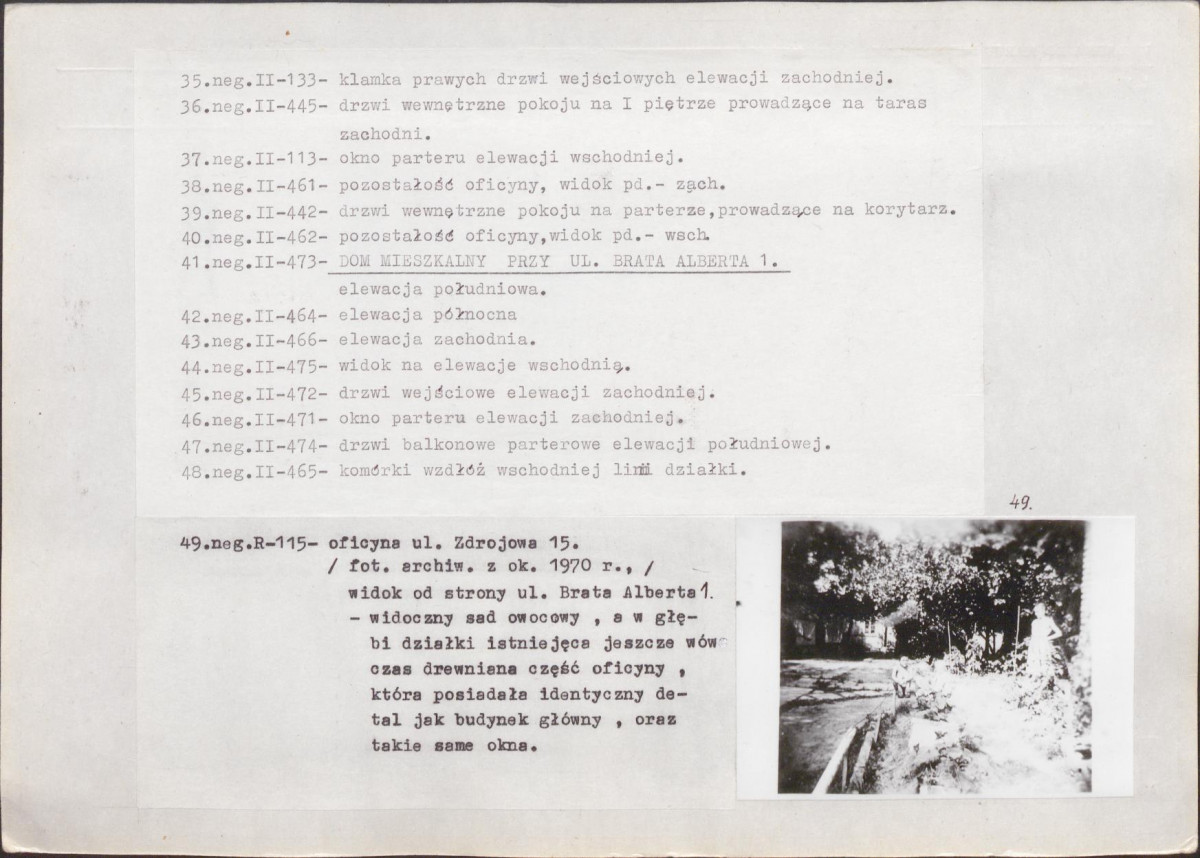 35.neg.II-133- klamka prawych drzwi wejściowych elewacji zachodniej.
36.neg.II-445- drzwi wewnętrzne pokoju na I piętrze prowadzące na taras
zachodni.
37.neg.II-113- okno parteru elewacji wschodniej.
38.neg.II-461- pozostałość oficyny, widok pd.- zach.
39.neg.II-442- drzwi wewnętrzne pokoju na parterze,prowadzące na korytarz.
40.neg.II-462- pozostałość oficyny,widok pd.- wsch.
41.neg.II-473- DOM MIESZKALNY PRZY UL. BRATA ALBERTA 1.
elewacja południowa.
42.neg.II-464- elewacja północna
43.neg.II-466- elewacja zachodnia.
44.neg.II-475- widok na elewacje wschodnią.
45.neg.II-472- drzwi wejściowe elewacji zachodniej.
46.neg.II-471- okno parteru elewacji zachodniej.
47.neg.II-474- drzwi balkonowe parterowe elewacji południowej.
48.neg.II-465- komórki wzdłóż wschodniej linii działki.
49.
49.neg.R-115- oficyna ul. Zdrojowa 15.
/ fot. archiw. z ok. 1970 r., /
widok od strony ul. Brata Alberta 1.
- widoczny sad owocowy , a w głę-
bi działki istniejęca jeszcze wów
czas drewniana część oficyny ,
która posiadała identyczny de-
tal jak budynek główny , oraz
takie same okna.